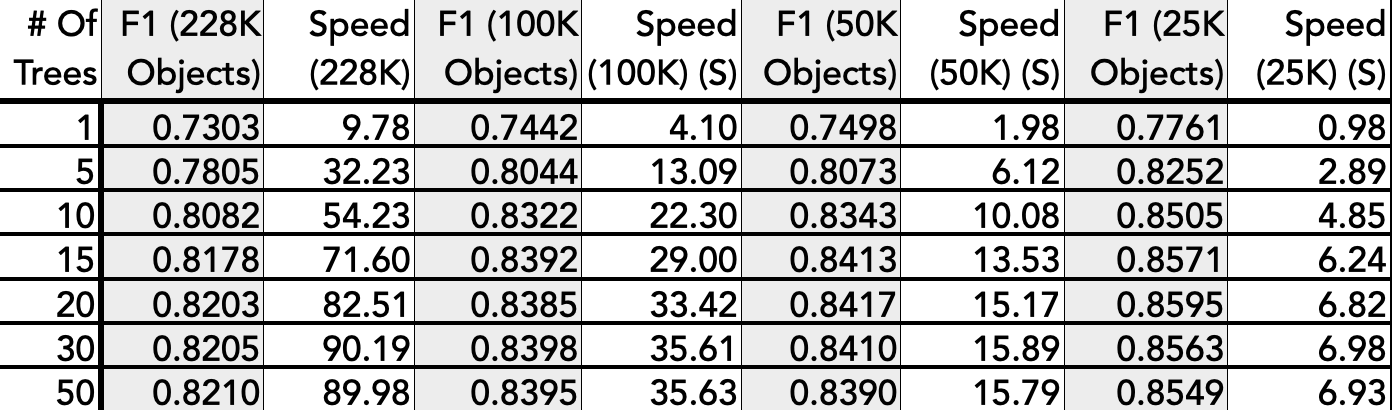 # Of F1 (228K Speed F1 (100K Speed F1 (50K Speed F1 (25K Speed
Trees Objects) (228K) Objects) (100K) (S) Objects) (50K) (S) Objects) (25K) (S)
1 0.7303 9.78 0.7442 4.10 0.7498 1.98 0.7761 0.98
5 0.7805 32.23 0.8044 13.09 0.8073 6.12 0.8252 2.89
10 0.8082 54.23 0.8322 22.30 0.8343 10.08 0.8505 4.85
15 0.8178 71.60 0.8392 29.00 0.8413 13.53 0.8571 6.24
20 0.8203 82.51 0.8385 33.42 0.8417 15.17 0.8595 6.82
30 0.8205 90.19 0.8398 35.61 0.8410 15.89 0.8563 6.98
50 0.8210 89.98 0.8395 35.63 0.8390 15.79 0.8549 6.93